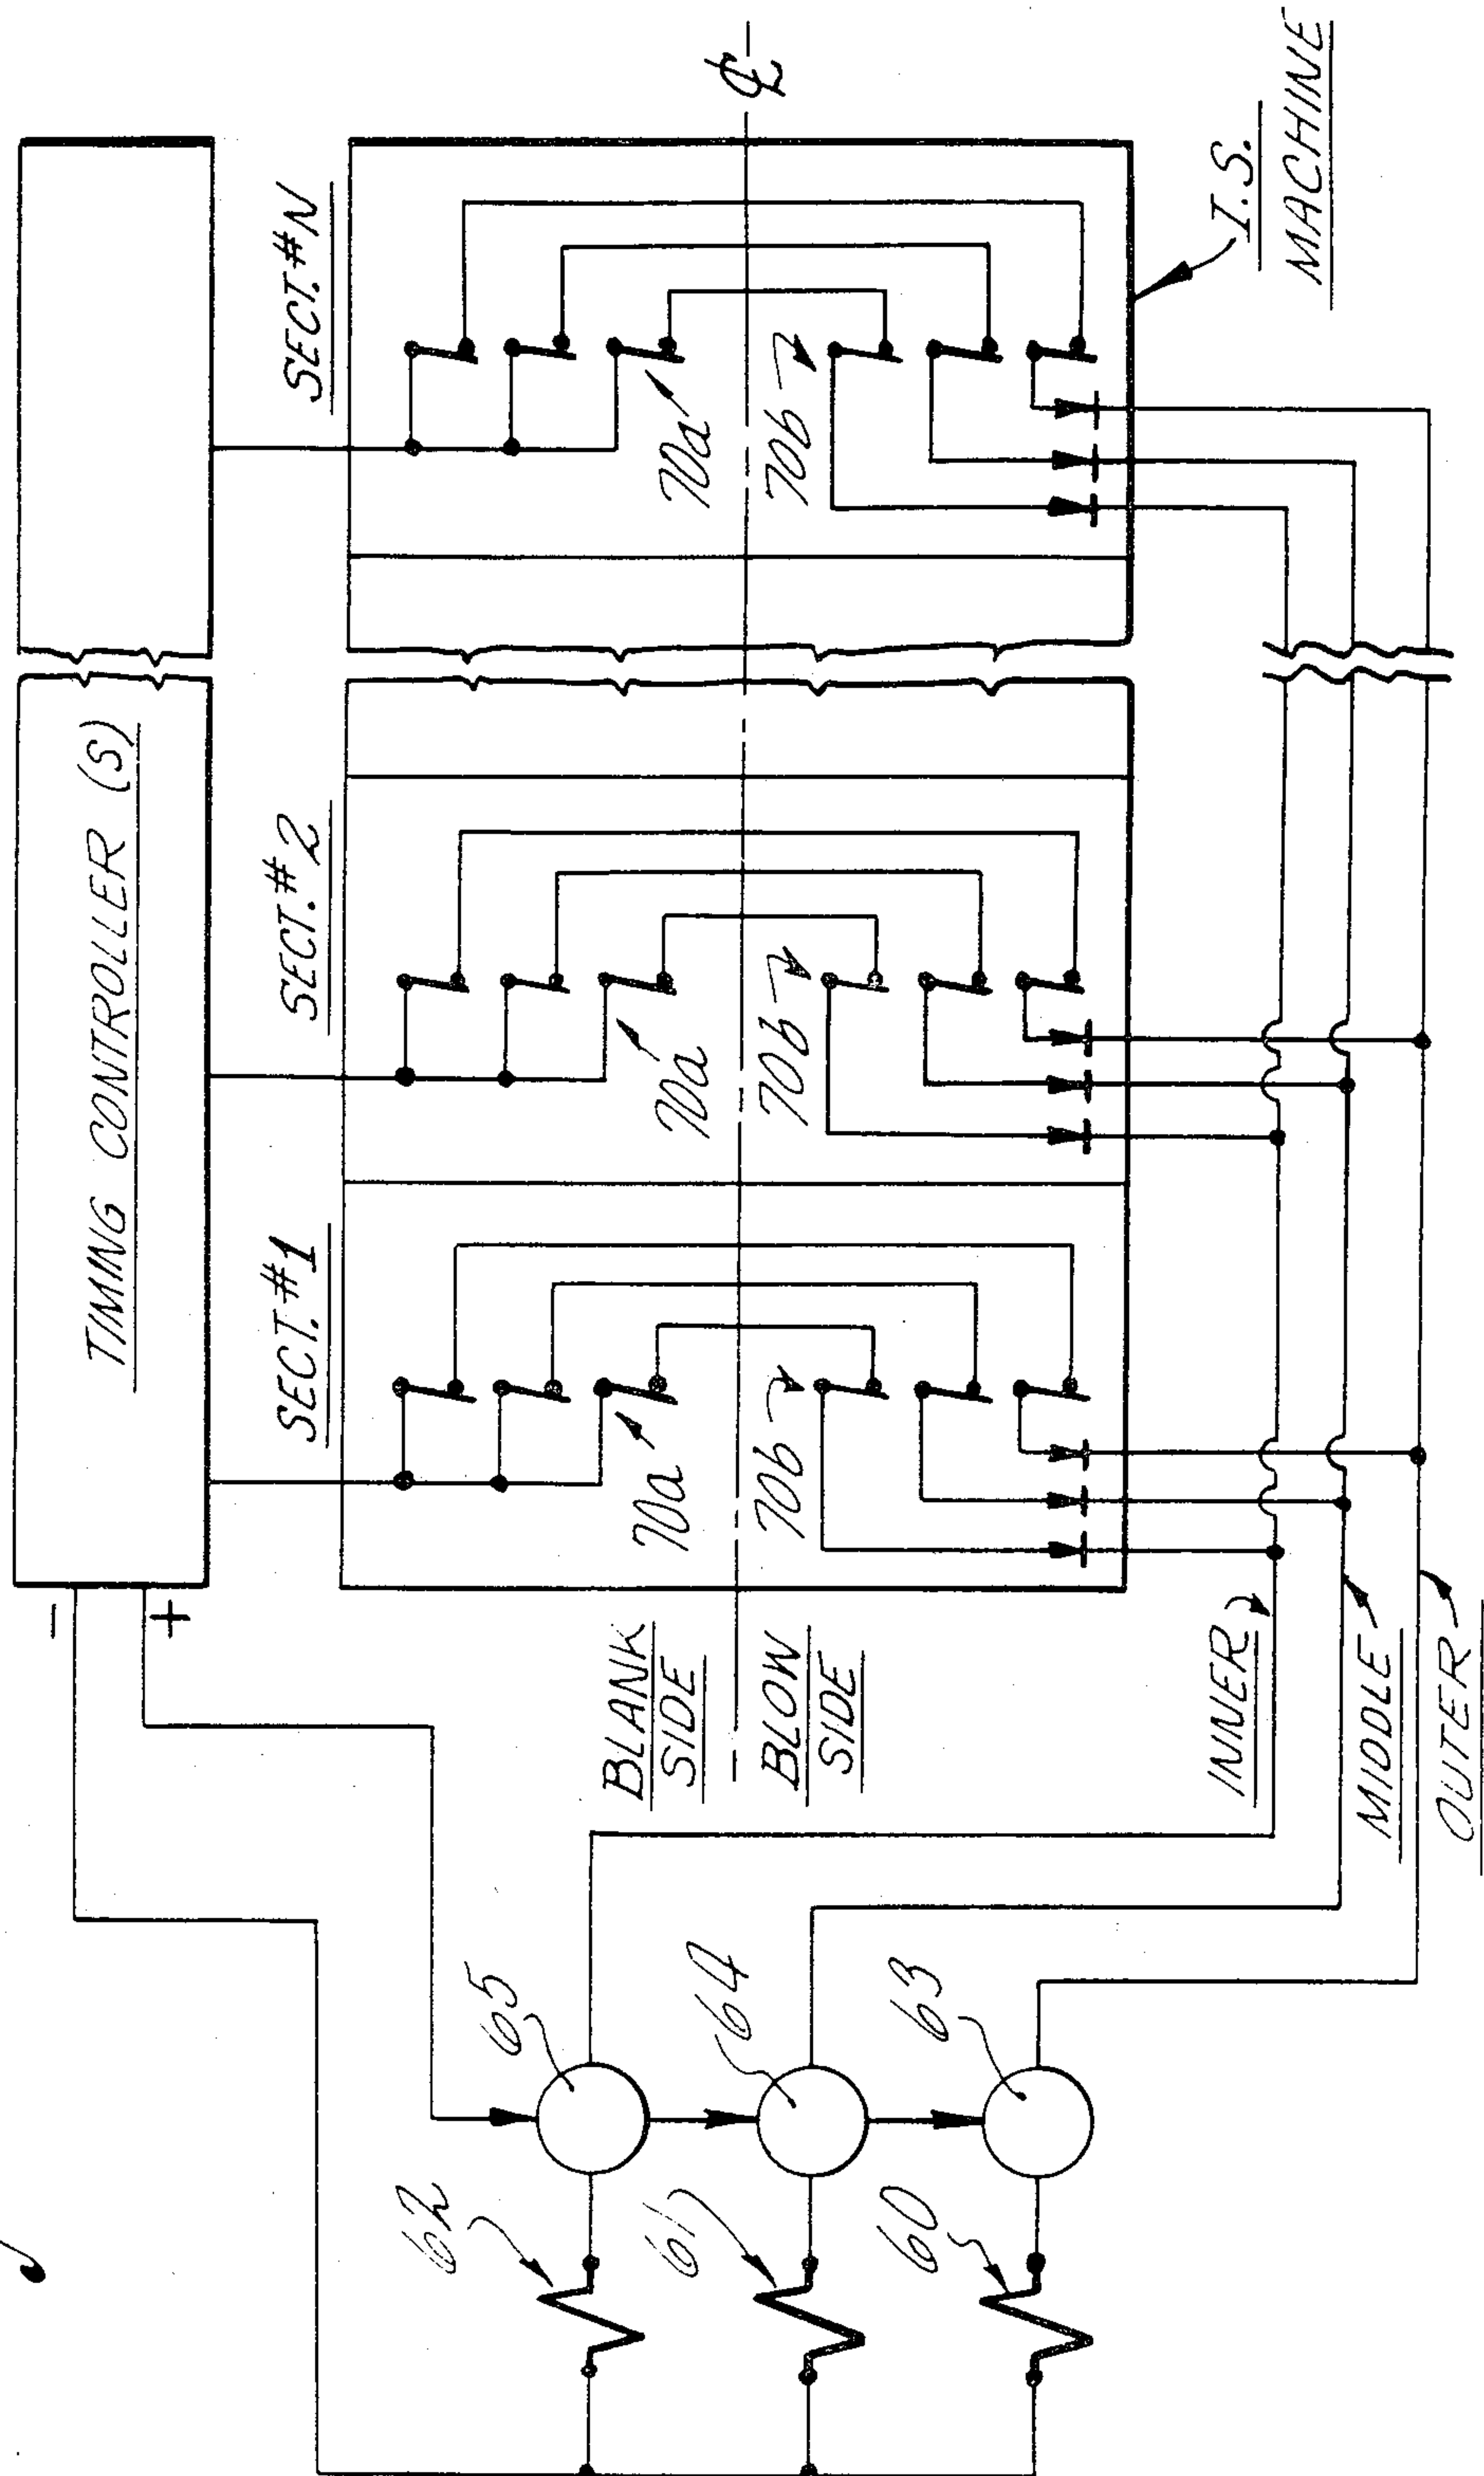 TIMING CONTROLLER (S)
−
+
SECT.#1
SECT.#2
SECT.#N
70a
70a
70a
BLANK
SIDE
℄
BLOW
SIDE
70b
70b
70b
I.S.
MACHINE
INNER
MIDDLE
OUTER
65
64
63
62
61
60